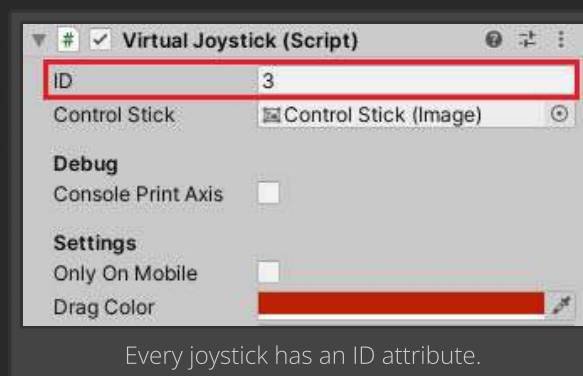 Virtual Joystick (Script)
ID 3
Control Stick Control Stick (Image)
Debug
Console Print Axis
Settings
Only On Mobile
Drag Color
Every joystick has an ID attribute.